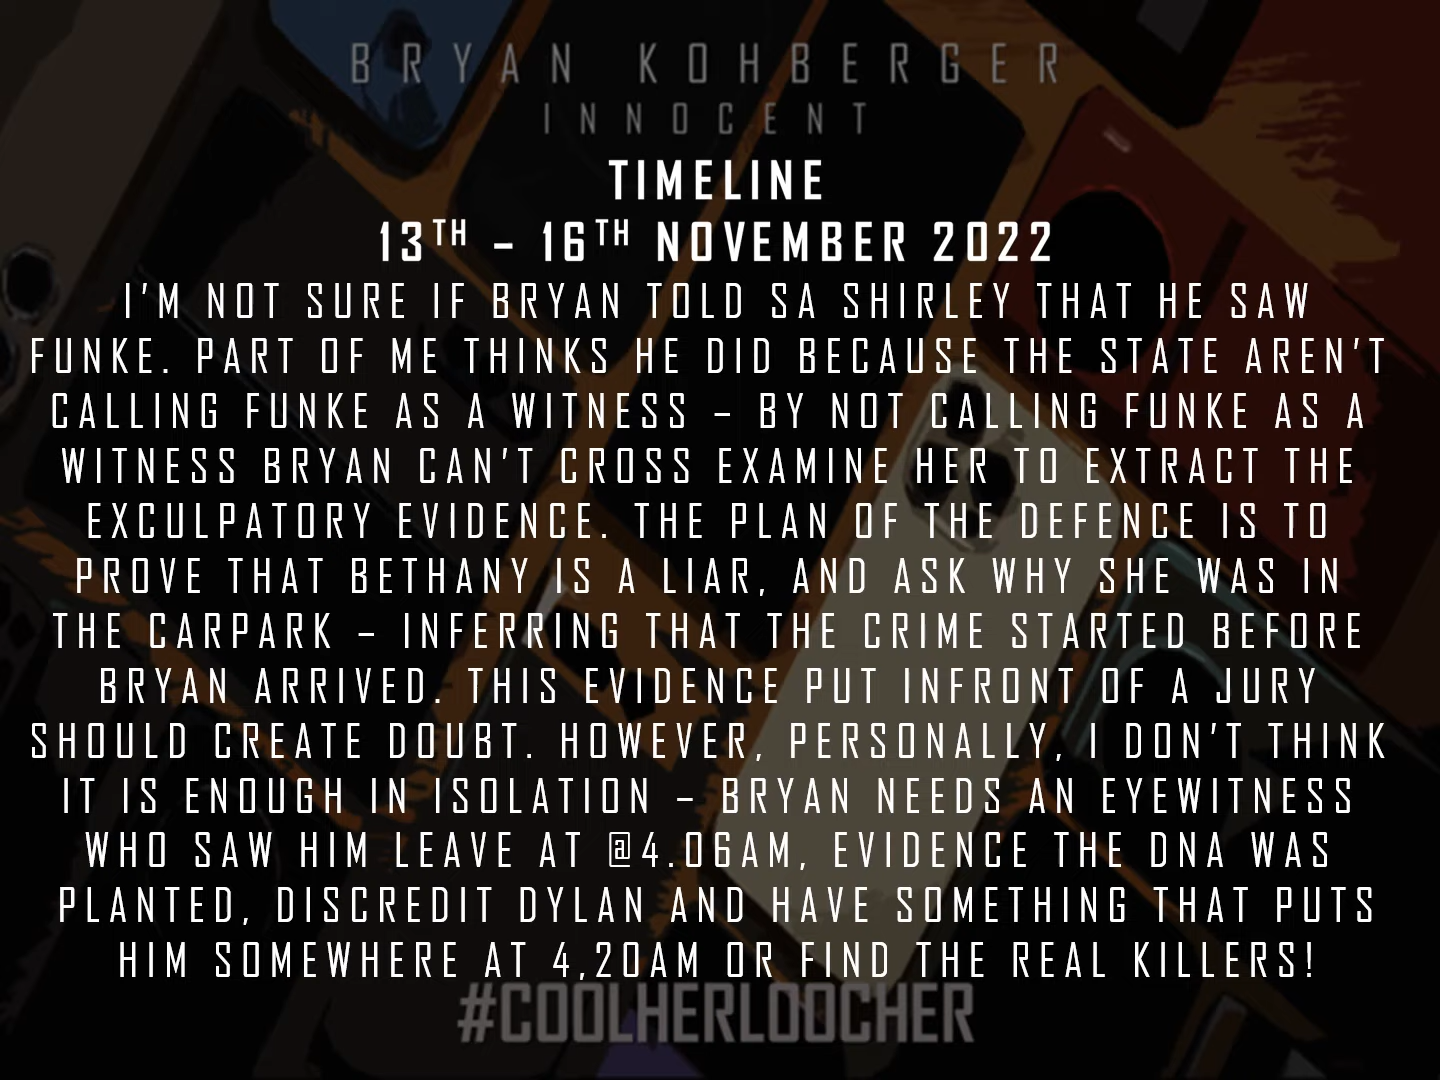 BRYAN KOHBERGER
INNOCENT
TIMELINE
13TH – 16TH NOVEMBER 2022
I'M NOT SURE IF BRYAN TOLD SA SHIRLEY THAT HE SAW
FUNKE. PART OF ME THINKS HE DID BECAUSE THE STATE AREN'T
CALLING FUNKE AS A WITNESS – BY NOT CALLING FUNKE AS A
WITNESS BRYAN CAN'T CROSS EXAMINE HER TO EXTRACT THE
EXCULPATORY EVIDENCE. THE PLAN OF THE DEFENCE IS TO
PROVE THAT BETHANY IS A LIAR, AND ASK WHY SHE WAS IN
THE CARPARK – INFERRING THAT THE CRIME STARTED BEFORE
BRYAN ARRIVED. THIS EVIDENCE PUT INFRONT OF A JURY
SHOULD CREATE DOUBT. HOWEVER, PERSONALLY, I DON'T THINK
IT IS ENOUGH IN ISOLATION – BRYAN NEEDS AN EYEWITNESS
WHO SAW HIM LEAVE AT @4.06AM, EVIDENCE THE DNA WAS
PLANTED, DISCREDIT DYLAN AND HAVE SOMETHING THAT PUTS
HIM SOMEWHERE AT 4,20AM OR FIND THE REAL KILLERS!
#COOLHERLOOCHER